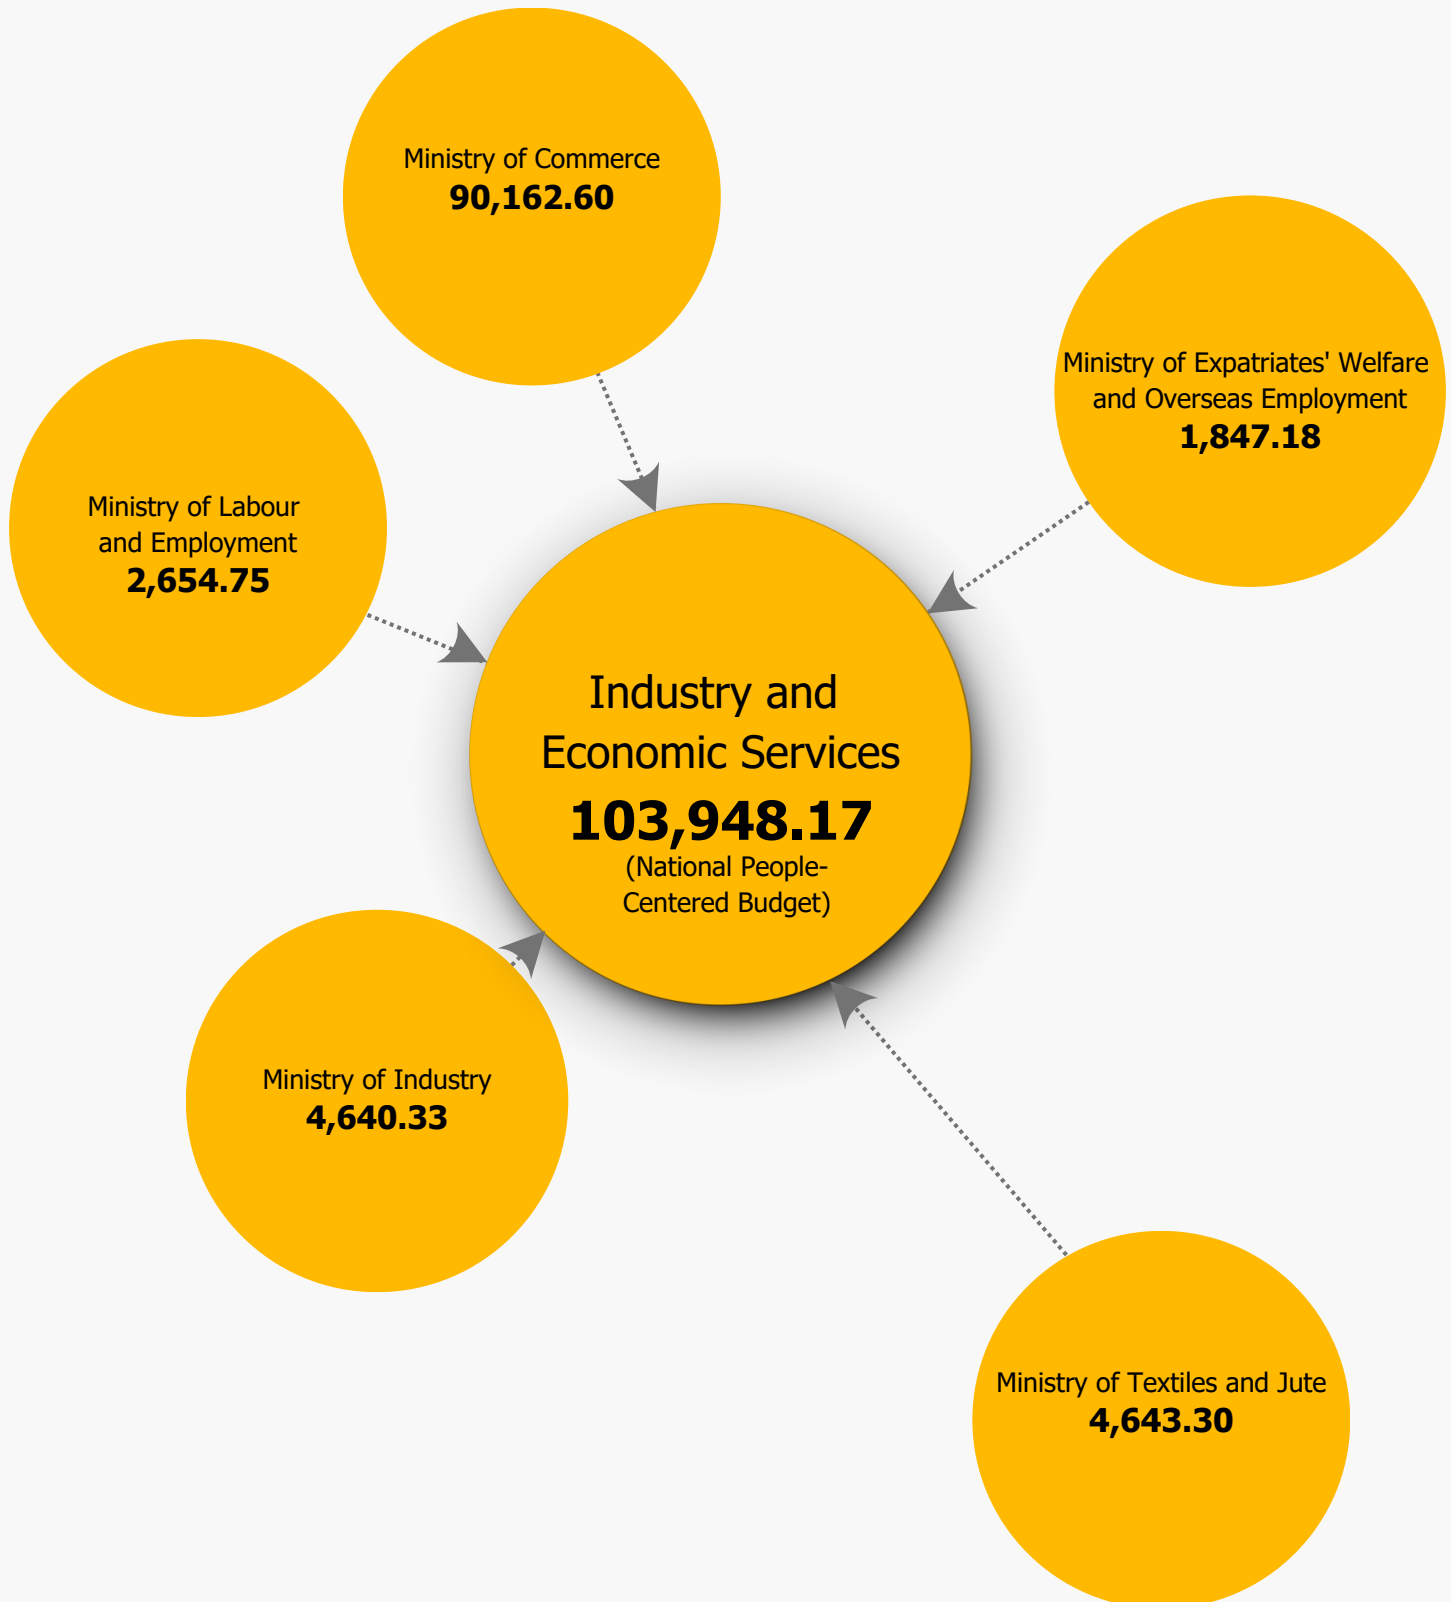 Ministry of Commerce
90,162.60
Ministry of Expatriates' Welfare
and Overseas Employment
1,847.18
Ministry of Labour
and Employment
2,654.75
Industry and
Economic Services
103,948.17
(National People-
Centered Budget)
Ministry of Industry
4,640.33
Ministry of Textiles and Jute
4,643.30